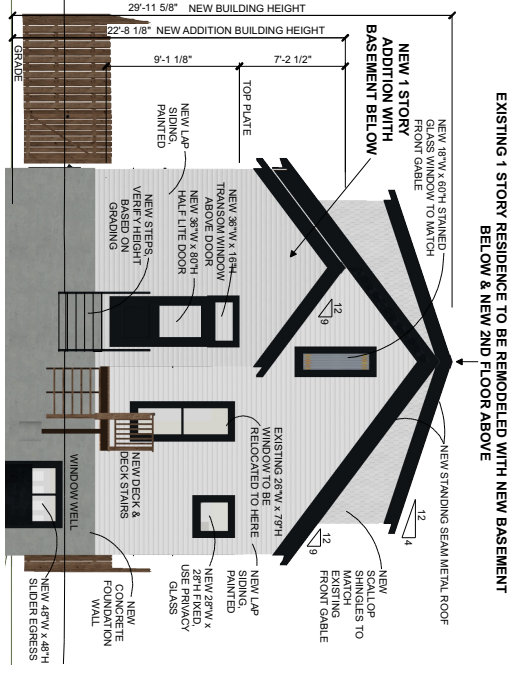 EXISTING 1 STORY RESIDENCE TO BE REMODELED WITH NEW BASEMENT
BELOW & NEW 2ND FLOOR ABOVE
29'-11 5/8" NEW BUILDING HEIGHT
22'-8 1/8" NEW ADDITION BUILDING HEIGHT
9'-1 1/8"
7'-2 1/2"
GRADE
TOP PLATE
NEW 1 STORY
ADDITION WITH
BASEMENT BELOW
NEW 18"W x 60"H STAINED
GLASS WINDOW TO MATCH
FRONT GABLE
NEW STANDING SEAM METAL ROOF
12
4
12
9
12
9
NEW LAP
SIDING,
PAINTED
NEW 36"W x 16"H
TRANSOM WINDOW
ABOVE DOOR
NEW 36"W x 80"H
HALF LITE DOOR
NEW STEPS,
VERIFY HEIGHT
BASED ON
GRADING
EXISTING 26"W x 79"H
WINDOW TO BE
RELOCATED TO HERE
NEW
SCALLOP
SHINGLES TO
MATCH
EXISTING
FRONT GABLE
NEW LAP
SIDING,
PAINTED
NEW 28"W x
28"H FIXED,
USE PRIVACY
GLASS
NEW DECK &
DECK STAIRS
WINDOW WELL
NEW
CONCRETE
FOUNDATION
WALL
NEW 48"W x 48"H
SLIDER EGRESS